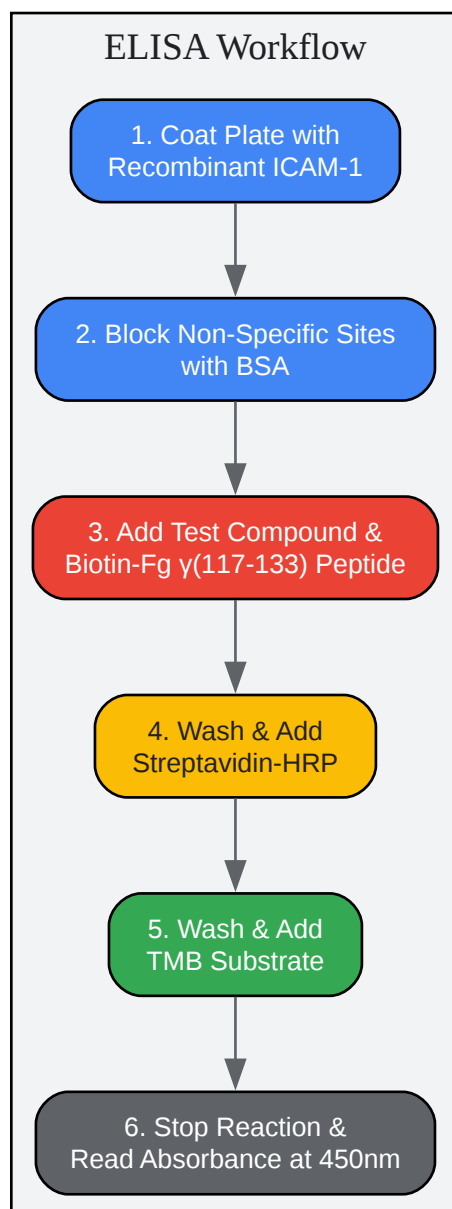 ELISA Workflow
1. Coat Plate with
Recombinant ICAM-1
2. Block Non-Specific Sites
with BSA
3. Add Test Compound &
Biotin-Fg γ(117-133) Peptide
4. Wash & Add
Streptavidin-HRP
5. Wash & Add
TMB Substrate
6. Stop Reaction &
Read Absorbance at 450nm